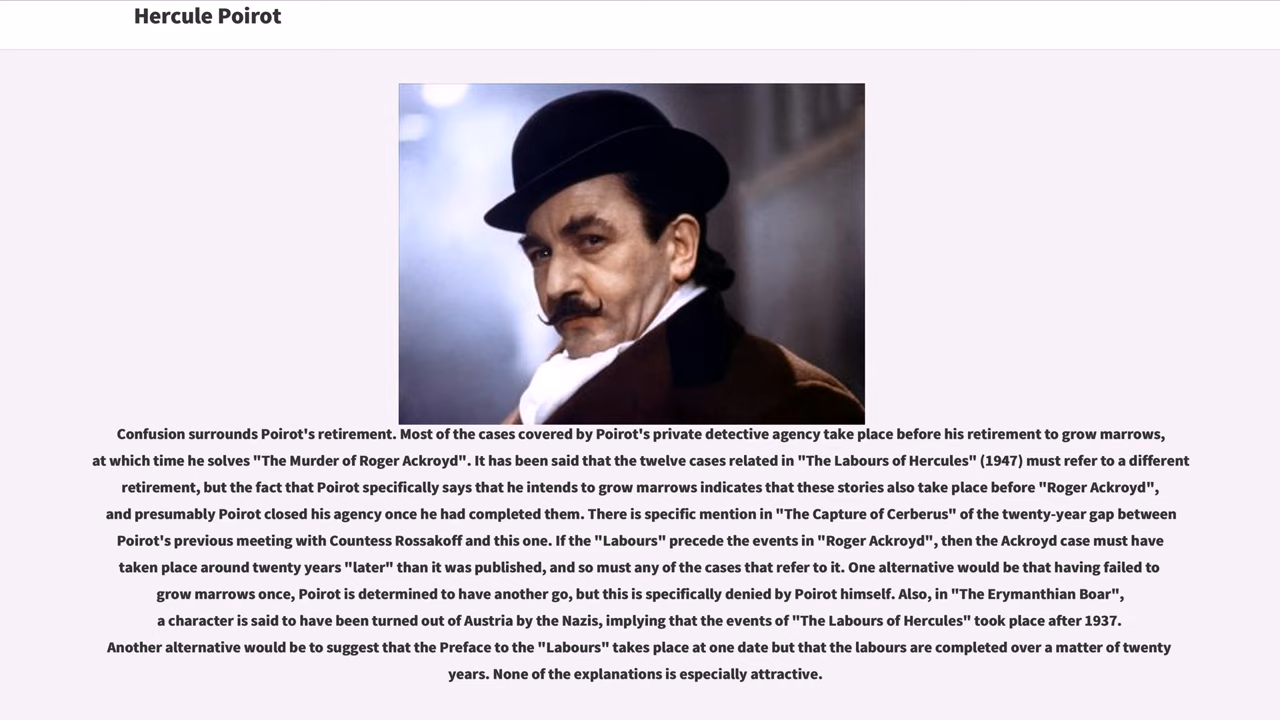 Hercule Poirot
Confusion surrounds Poirot's retirement. Most of the cases covered by Poirot's private detective agency take place before his retirement to grow marrows,
at which time he solves "The Murder of Roger Ackroyd". It has been said that the twelve cases related in "The Labours of Hercules" (1947) must refer to a different
retirement, but the fact that Poirot specifically says that he intends to grow marrows indicates that these stories also take place before "Roger Ackroyd",
and presumably Poirot closed his agency once he had completed them. There is specific mention in "The Capture of Cerberus" of the twenty-year gap between
Poirot's previous meeting with Countess Rossakoff and this one. If the "Labours" precede the events in "Roger Ackroyd", then the Ackroyd case must have
taken place around twenty years "later" than it was published, and so must any of the cases that refer to it. One alternative would be that having failed to
grow marrows once, Poirot is determined to have another go, but this is specifically denied by Poirot himself. Also, in "The Erymanthian Boar",
a character is said to have been turned out of Austria by the Nazis, implying that the events of "The Labours of Hercules" took place after 1937.
Another alternative would be to suggest that the Preface to the "Labours" takes place at one date but that the labours are completed over a matter of twenty
years. None of the explanations is especially attractive.